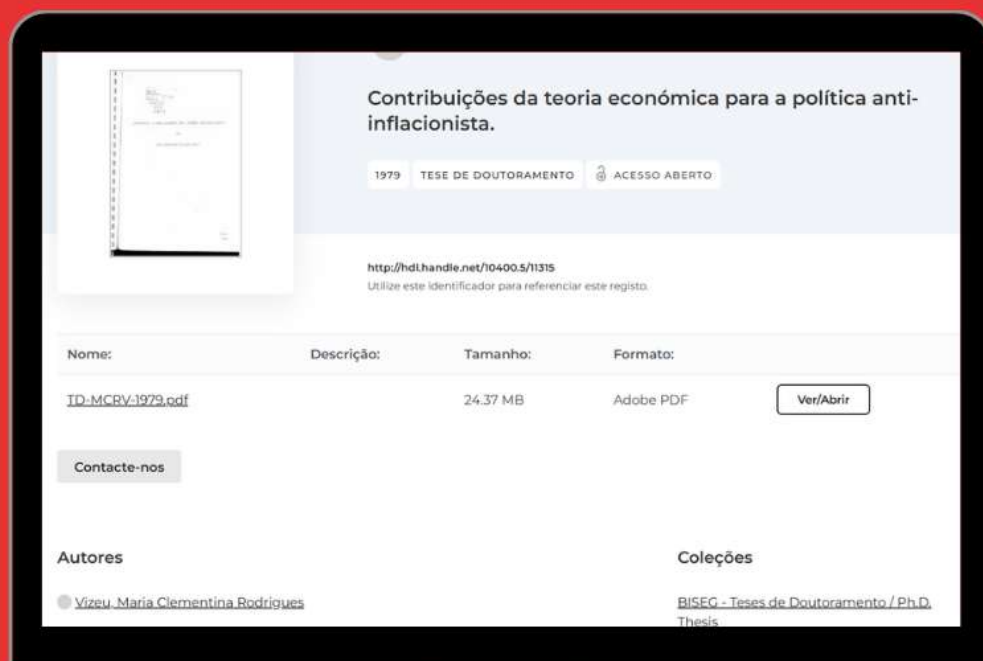 Contribuições da teoria económica para a política anti-
inflacionista.
1979
TESE DE DOUTORAMENTO
ACESSO ABERTO
http://hdl.handle.net/10400.5/11315
Utilize este identificador para referenciar este registo.
Nome:
Descrição:
Tamanho:
Formato:
TD-MCRV-1979.pdf
24.37 MB
Adobe PDF
Ver/Abrir
Contacte-nos
Autores
Coleções
Vizeu, Maria Clementina Rodrigues
BISEG - Teses de Doutoramento / Ph.D.
Thesis